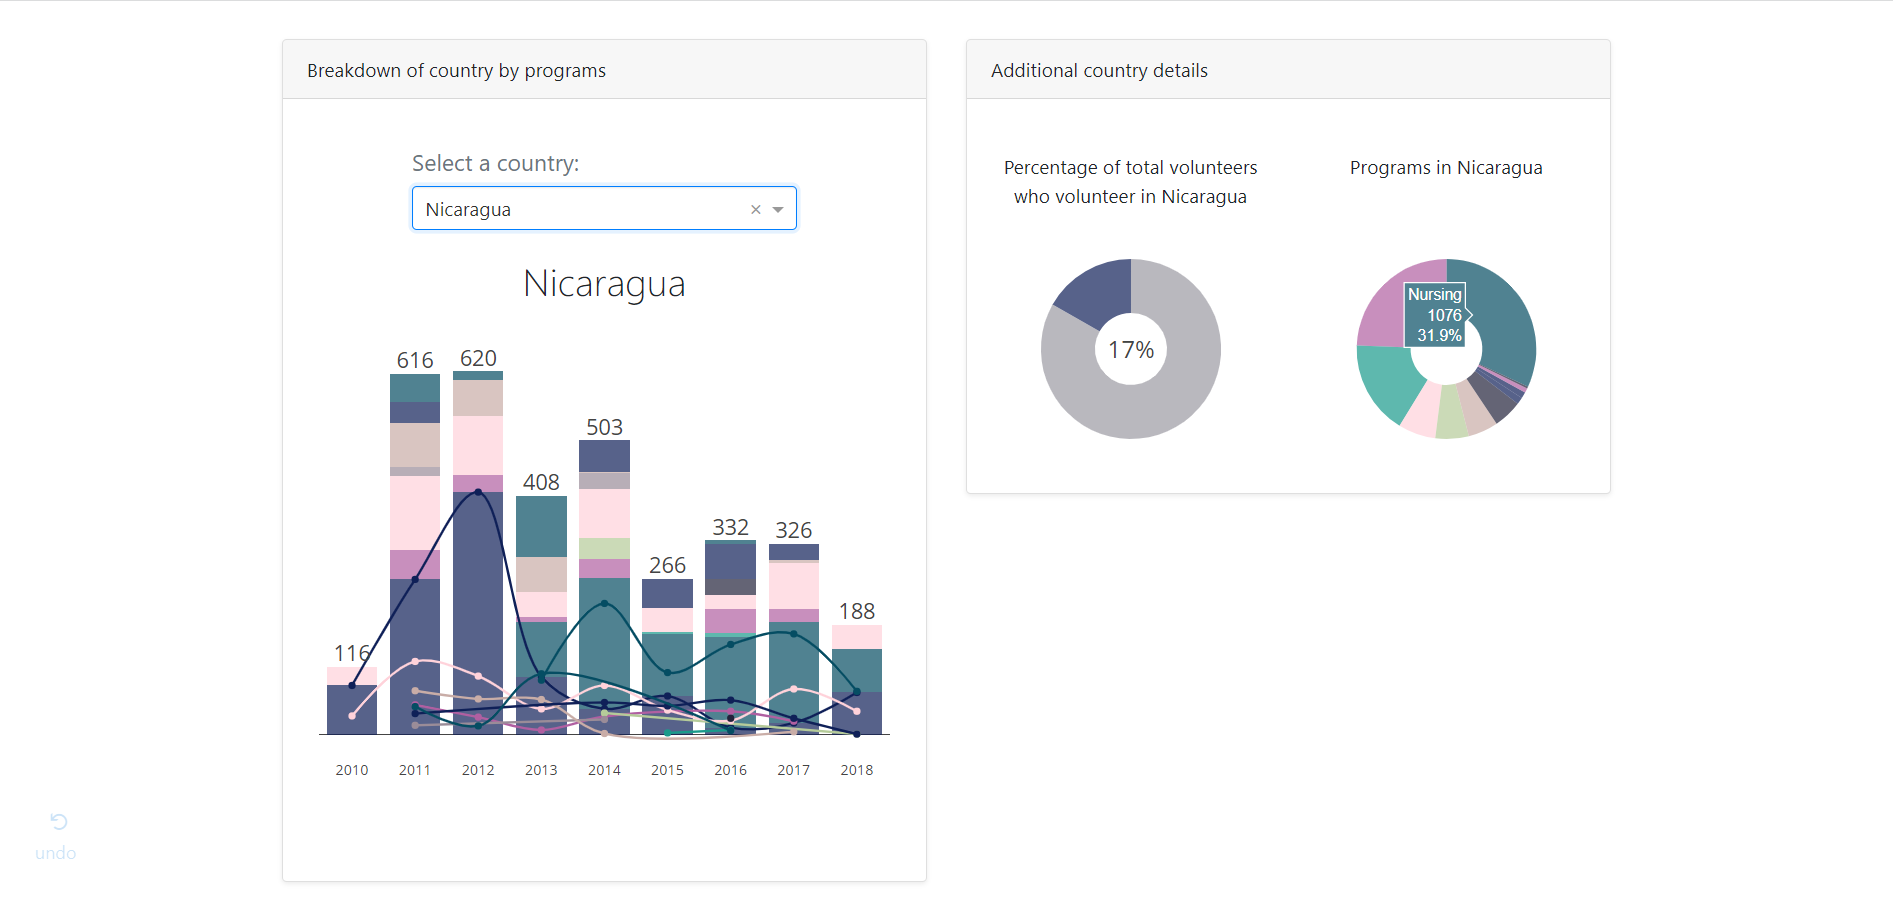 Breakdown of country by programs
Select a country:
Nicaragua
Nicaragua
616
620
503
408
332
326
266
188
116
2010 2011 2012 2013 2014 2015 2016 2017 2018
undo
Additional country details
Percentage of total volunteers
who volunteer in Nicaragua
17%
Programs in Nicaragua
Nursing
1076
31.9%